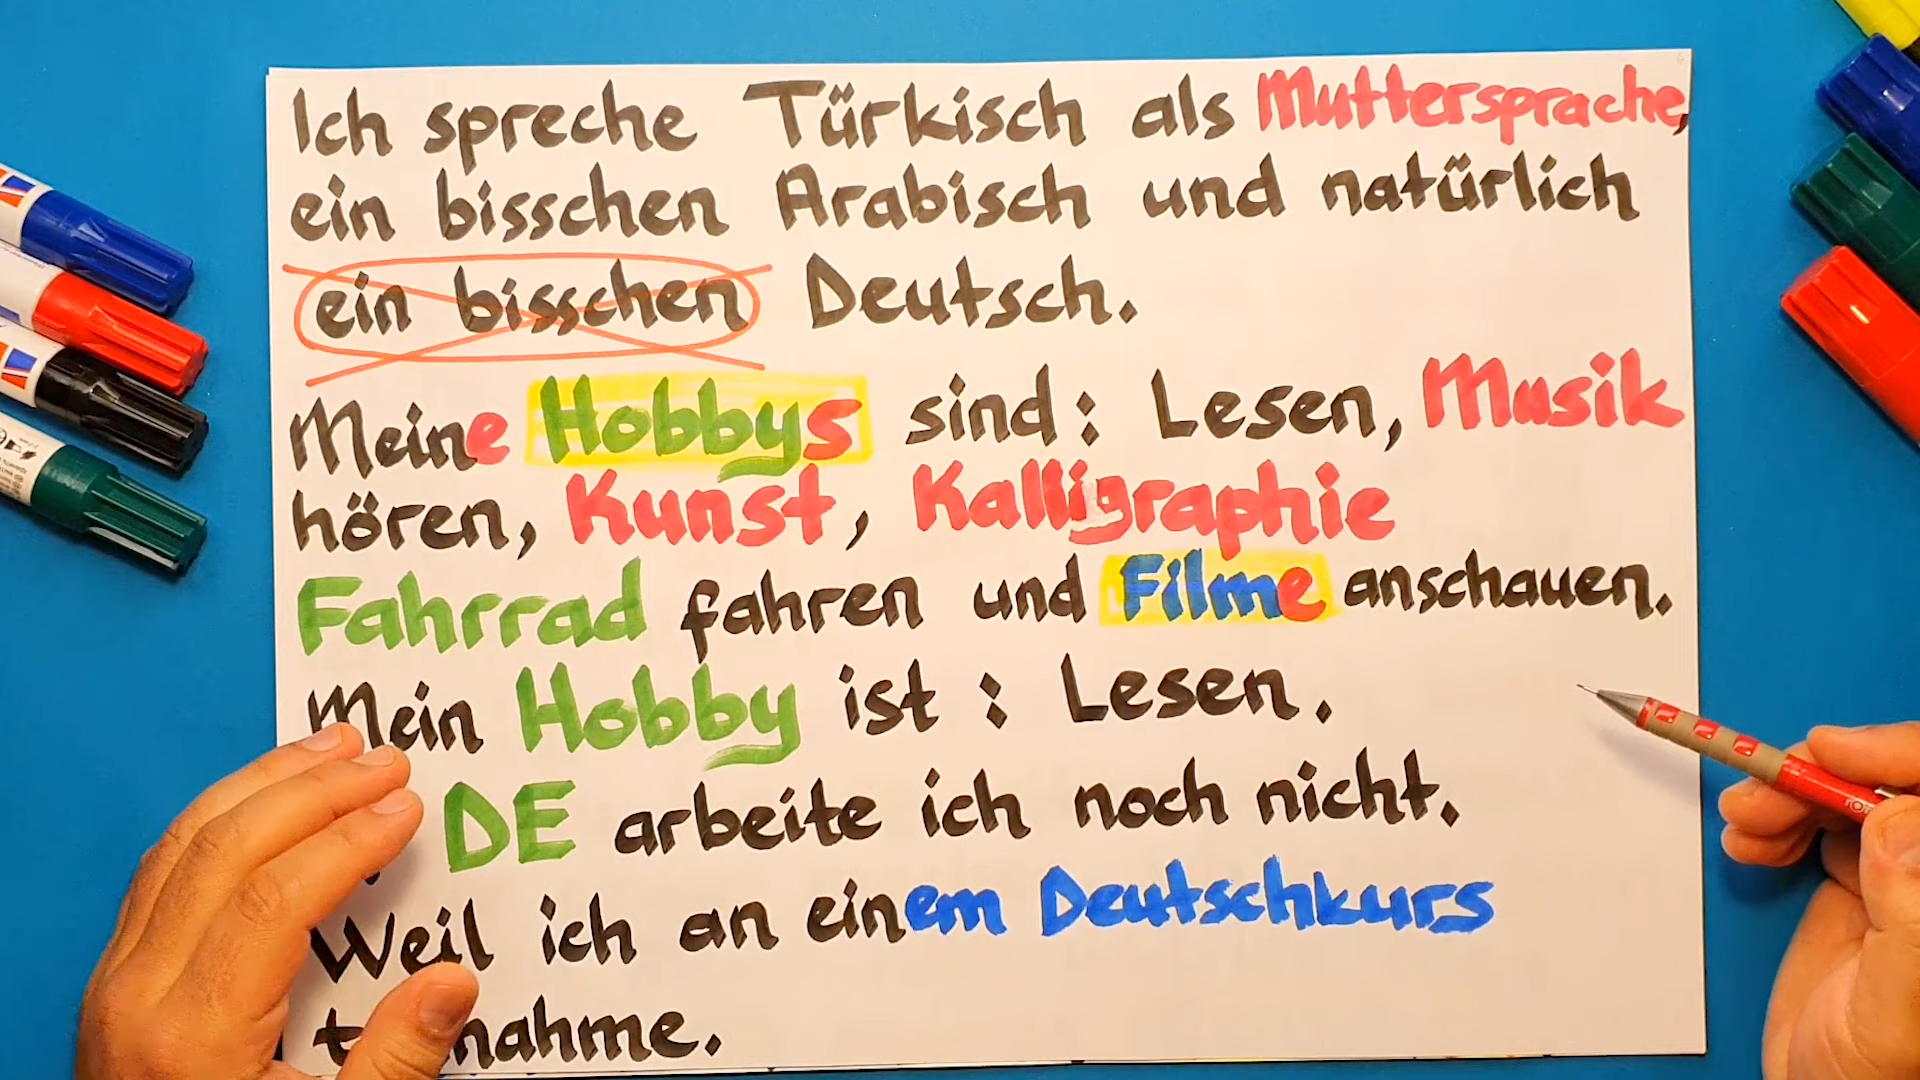 Ich spreche Türkisch als Muttersprache,
ein bisschen Arabisch und natürlich
ein bisschen Deutsch.
Meine Hobbys sind: Lesen, Musik
hören, Kunst, Kalligraphie
Fahrrad fahren und Filme anschauen.
Mein Hobby ist: Lesen.
DE arbeite ich noch nicht.
Weil ich an einem Deutschkurs